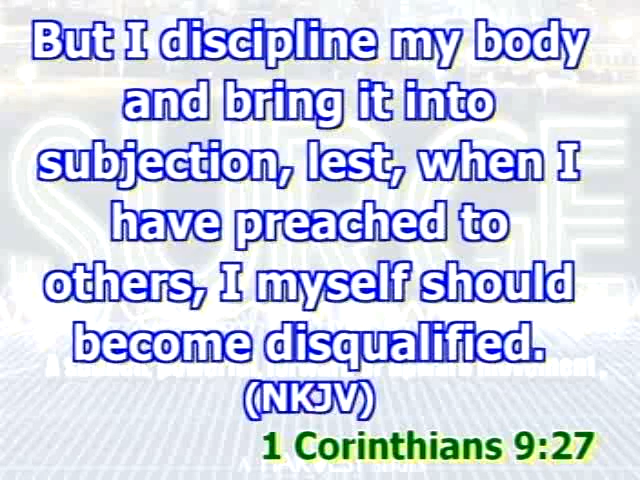 But I discipline my body
and bring it into
subjection, lest, when I
have preached to
others, I myself should
become disqualified.
(NKJV)
1 Corinthians 9:27
SURGE